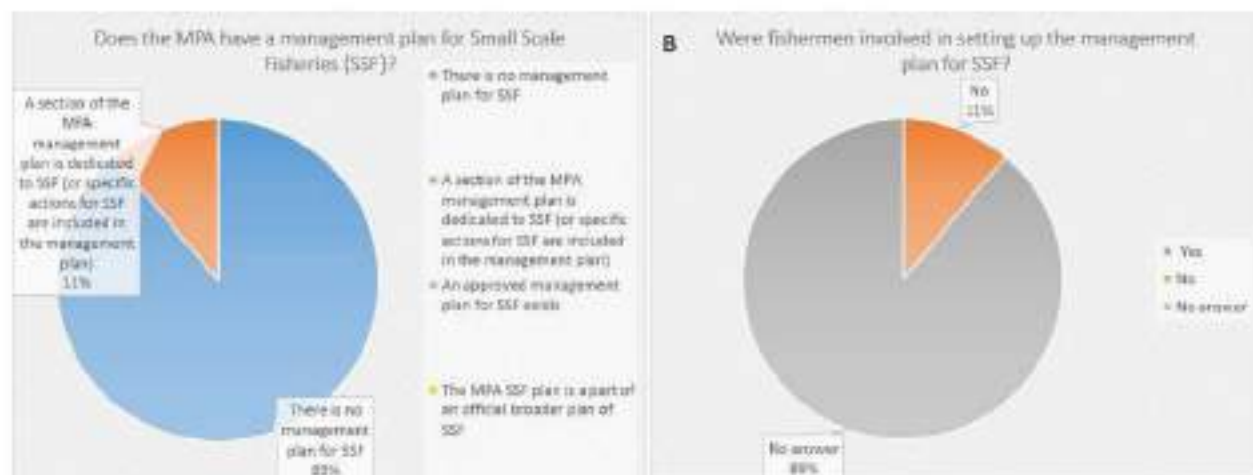 Does the MPA have a management plan for Small Scale
Fisheries (SSF)?
A section of the
MPA
management
plan is dedicated
to SSF (or specific
actions for SSF
are included in
the management
plan)
11%
There is no
management
plan for SSF
89%
There is no management
plan for SSF
A section of the MPA
management plan is
dedicated to SSF (or specific
actions for SSF are included
in the management plan)
An approved management
plan for SSF exists
The MPA SSF plan is a part of
an official broader plan of
SSF
B
Were fishermen involved in setting up the management
plan for SSF?
No
11%
No answer
89%
Yes
No
No answer